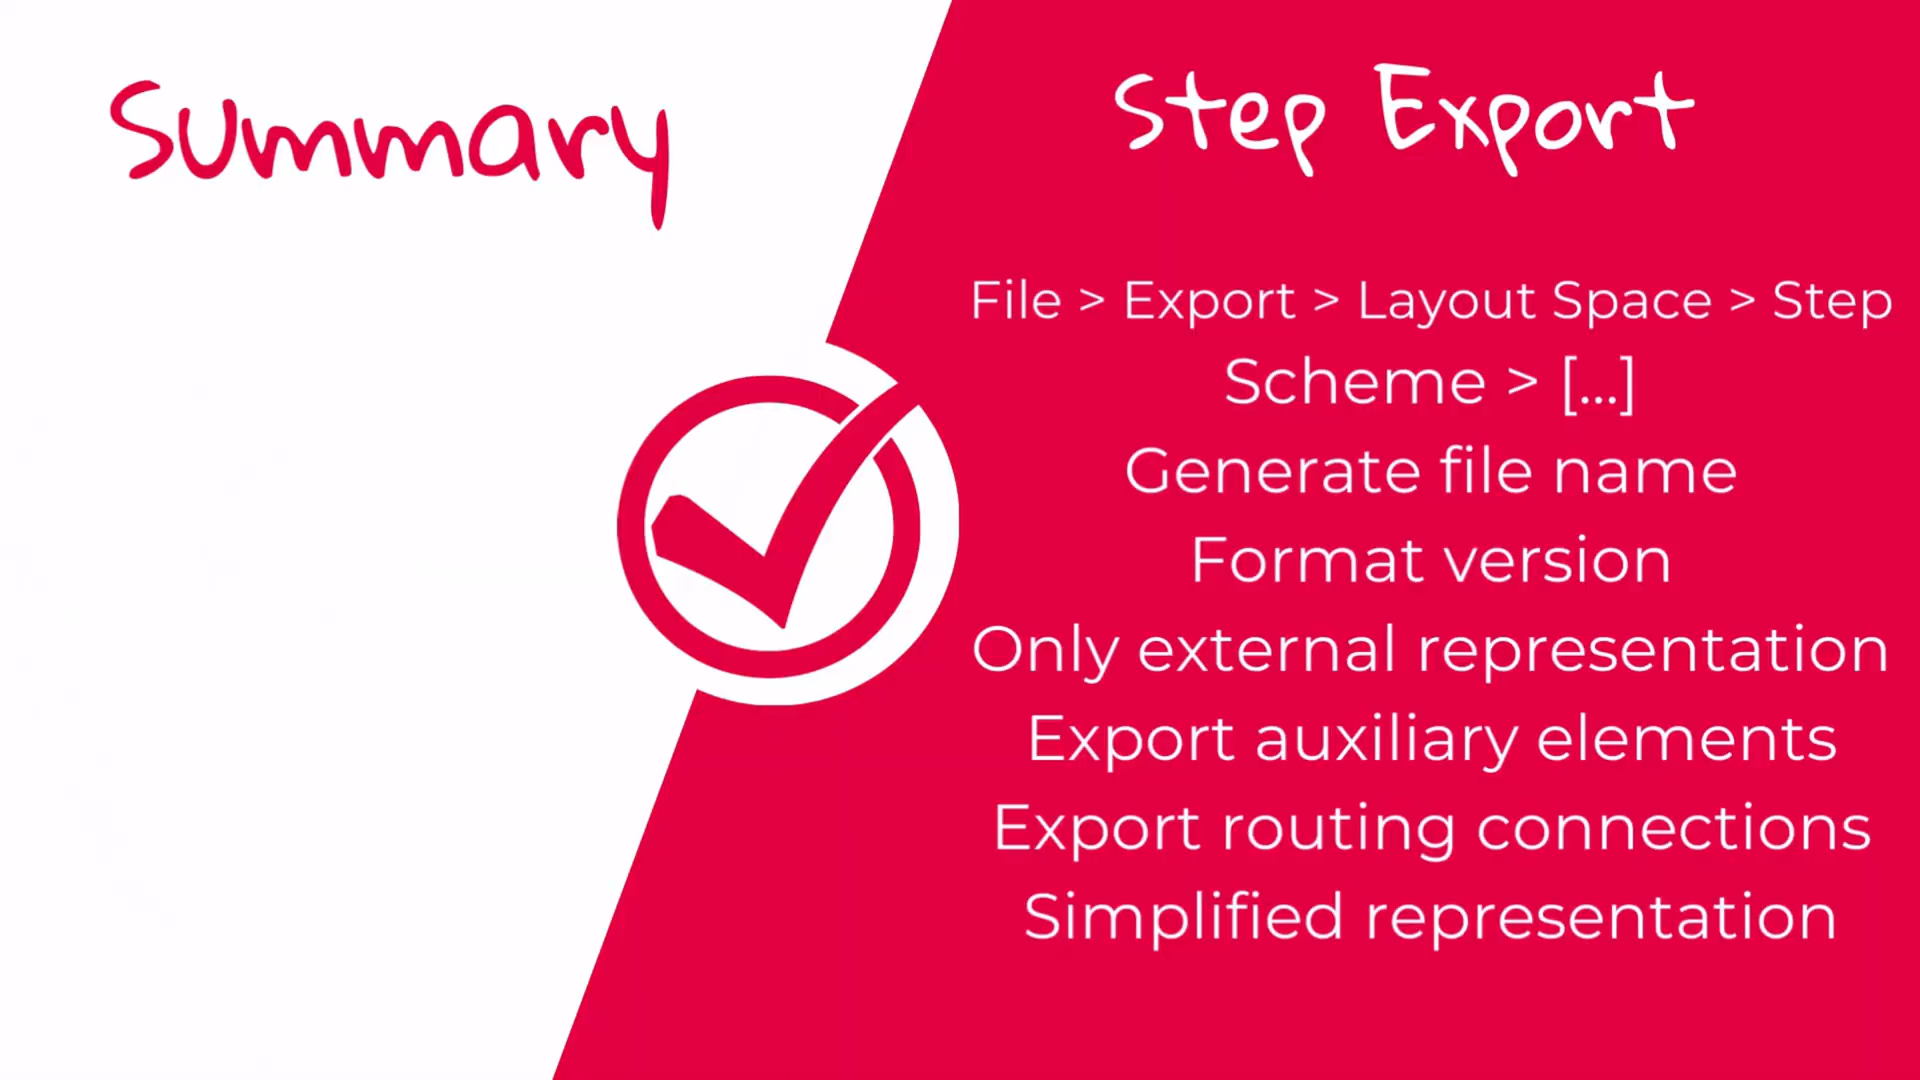 Summary
Step Export
File > Export > Layout Space > Step
Scheme > [...]
Generate file name
Format version
Only external representation
Export auxiliary elements
Export routing connections
Simplified representation